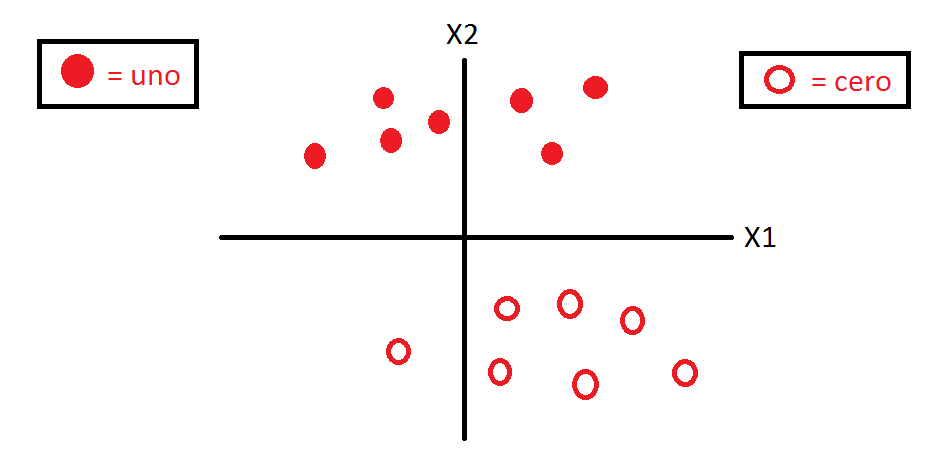 X2
= uno
= cero
X1